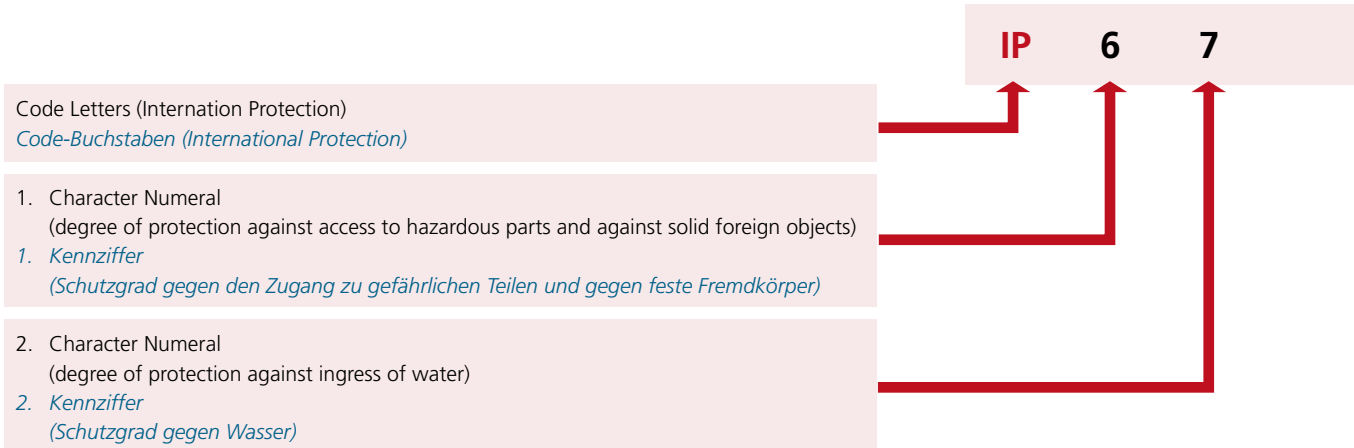 IP 6 7
Code Letters (Internation Protection)
Code-Buchstaben (International Protection)
1. Character Numeral
(degree of protection against access to hazardous parts and against solid foreign objects)
1. Kennziffer
(Schutzgrad gegen den Zugang zu gefährlichen Teilen und gegen feste Fremdkörper)
2. Character Numeral
(degree of protection against ingress of water)
2. Kennziffer
(Schutzgrad gegen Wasser)